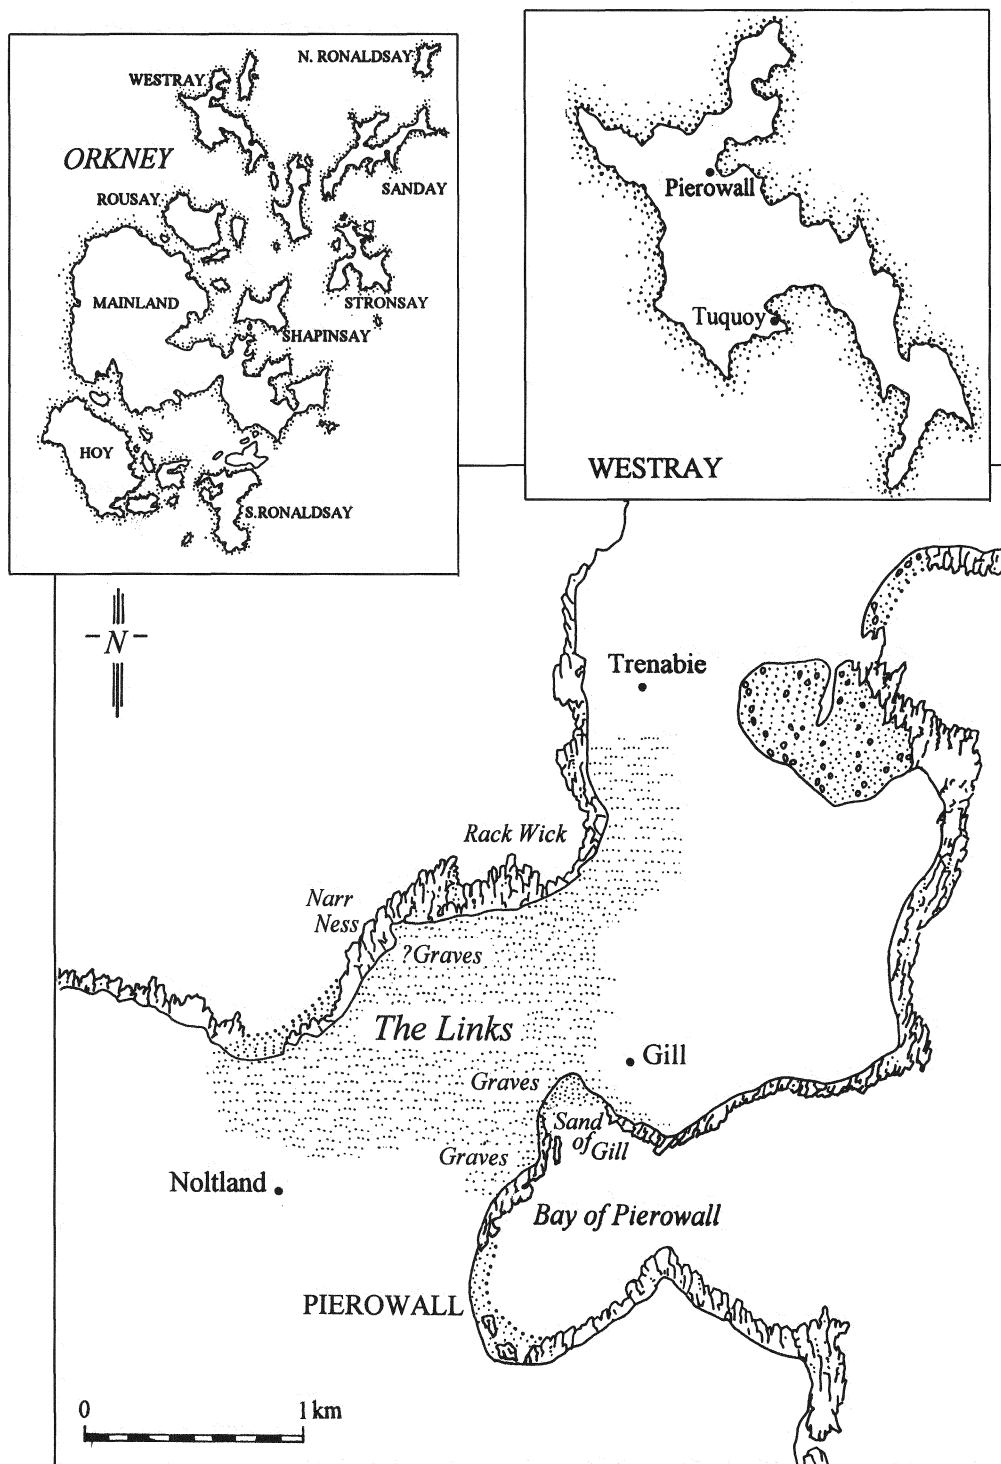 N. RONALDSAY
WESTRAY
ORKNEY
SANDAY
ROUSAY
MAINLAND
STRONSAY
SHAPINSAY
HOY
S.RONALDSAY
Pierowall
Tuquoy
WESTRAY
N
Trenabie
Rack Wick
Narr
Ness
?Graves
The Links
Gill
Graves
Sand
of
Gill
Graves
Noltland
Bay of Pierowall
PIEROWALL
0 1 km